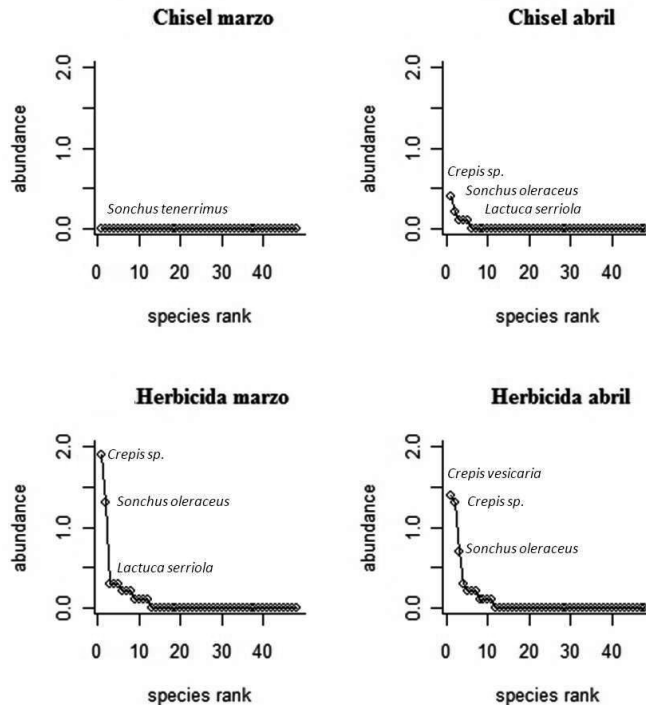 Chisel marzo
2.0
1.0
0.0
abundance
Sonchus tenerrimus
0 10 20 30 40
species rank
Chisel abril
2.0
1.0
0.0
abundance
Crepis sp.
Sonchus oleraceus
Lactuca serriola
0 10 20 30 40
species rank
Herbicida marzo
2.0
1.0
0.0
abundance
Crepis sp.
Sonchus oleraceus
Lactuca serriola
0 10 20 30 40
species rank
Herbicida abril
2.0
1.0
0.0
abundance
Crepis vesicaria
Crepis sp.
Sonchus oleraceus
0 10 20 30 40
species rank